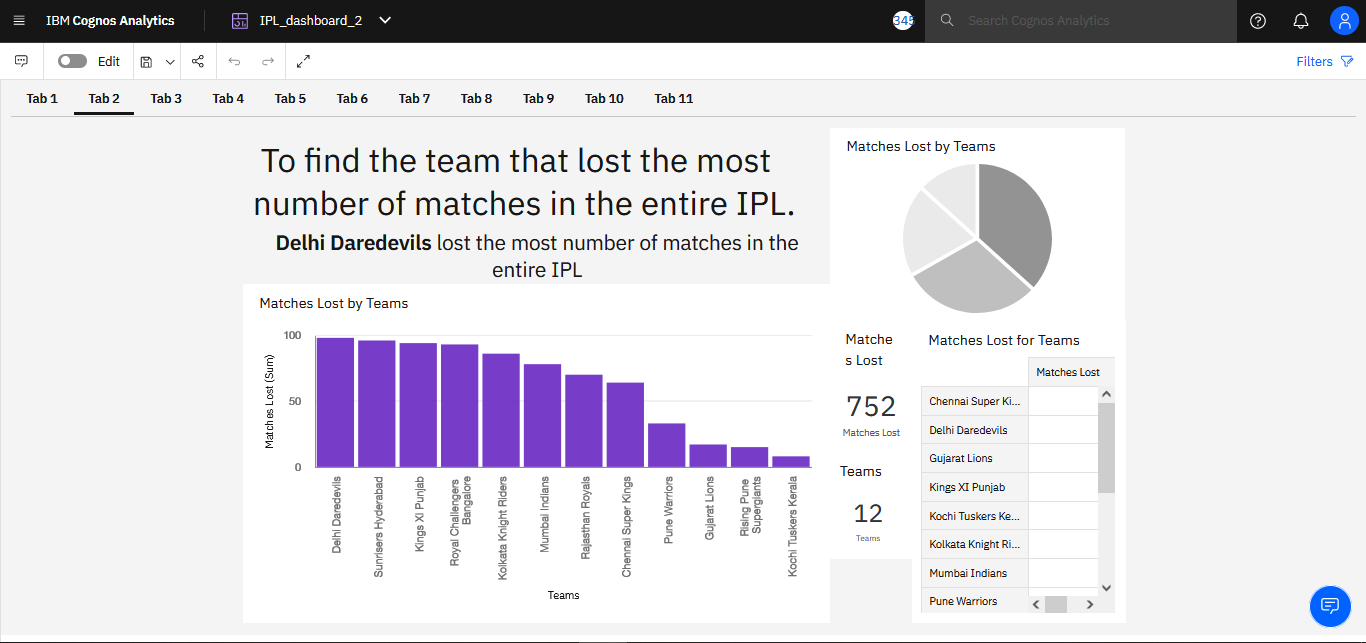 IBM Cognos Analytics
IPL_dashboard_2
345
Search Cognos Analytics
Edit
Filters
Tab 1
Tab 2
Tab 3
Tab 4
Tab 5
Tab 6
Tab 7
Tab 8
Tab 9
Tab 10
Tab 11
To find the team that lost the most
number of matches in the entire IPL.
Delhi Daredevils lost the most number of matches in the
entire IPL
Matches Lost by Teams
Matches Lost (Sum)
100
50
0
Delhi Daredevils
Sunrisers Hyderabad
Kings XI Punjab
Royal Challengers
Bangalore
Kolkata Knight Riders
Mumbai Indians
Rajasthan Royals
Chennai Super Kings
Pune Warriors
Gujarat Lions
Rising Pune
Supergiants
Kochi Tuskers Kerala
Teams
Matches Lost by Teams
Matche
s Lost
752
Matches Lost
Teams
12
Teams
Matches Lost for Teams
Matches Lost
Chennai Super Ki...
Delhi Daredevils
Gujarat Lions
Kings XI Punjab
Kochi Tuskers Ke...
Kolkata Knight Ri...
Mumbai Indians
Pune Warriors